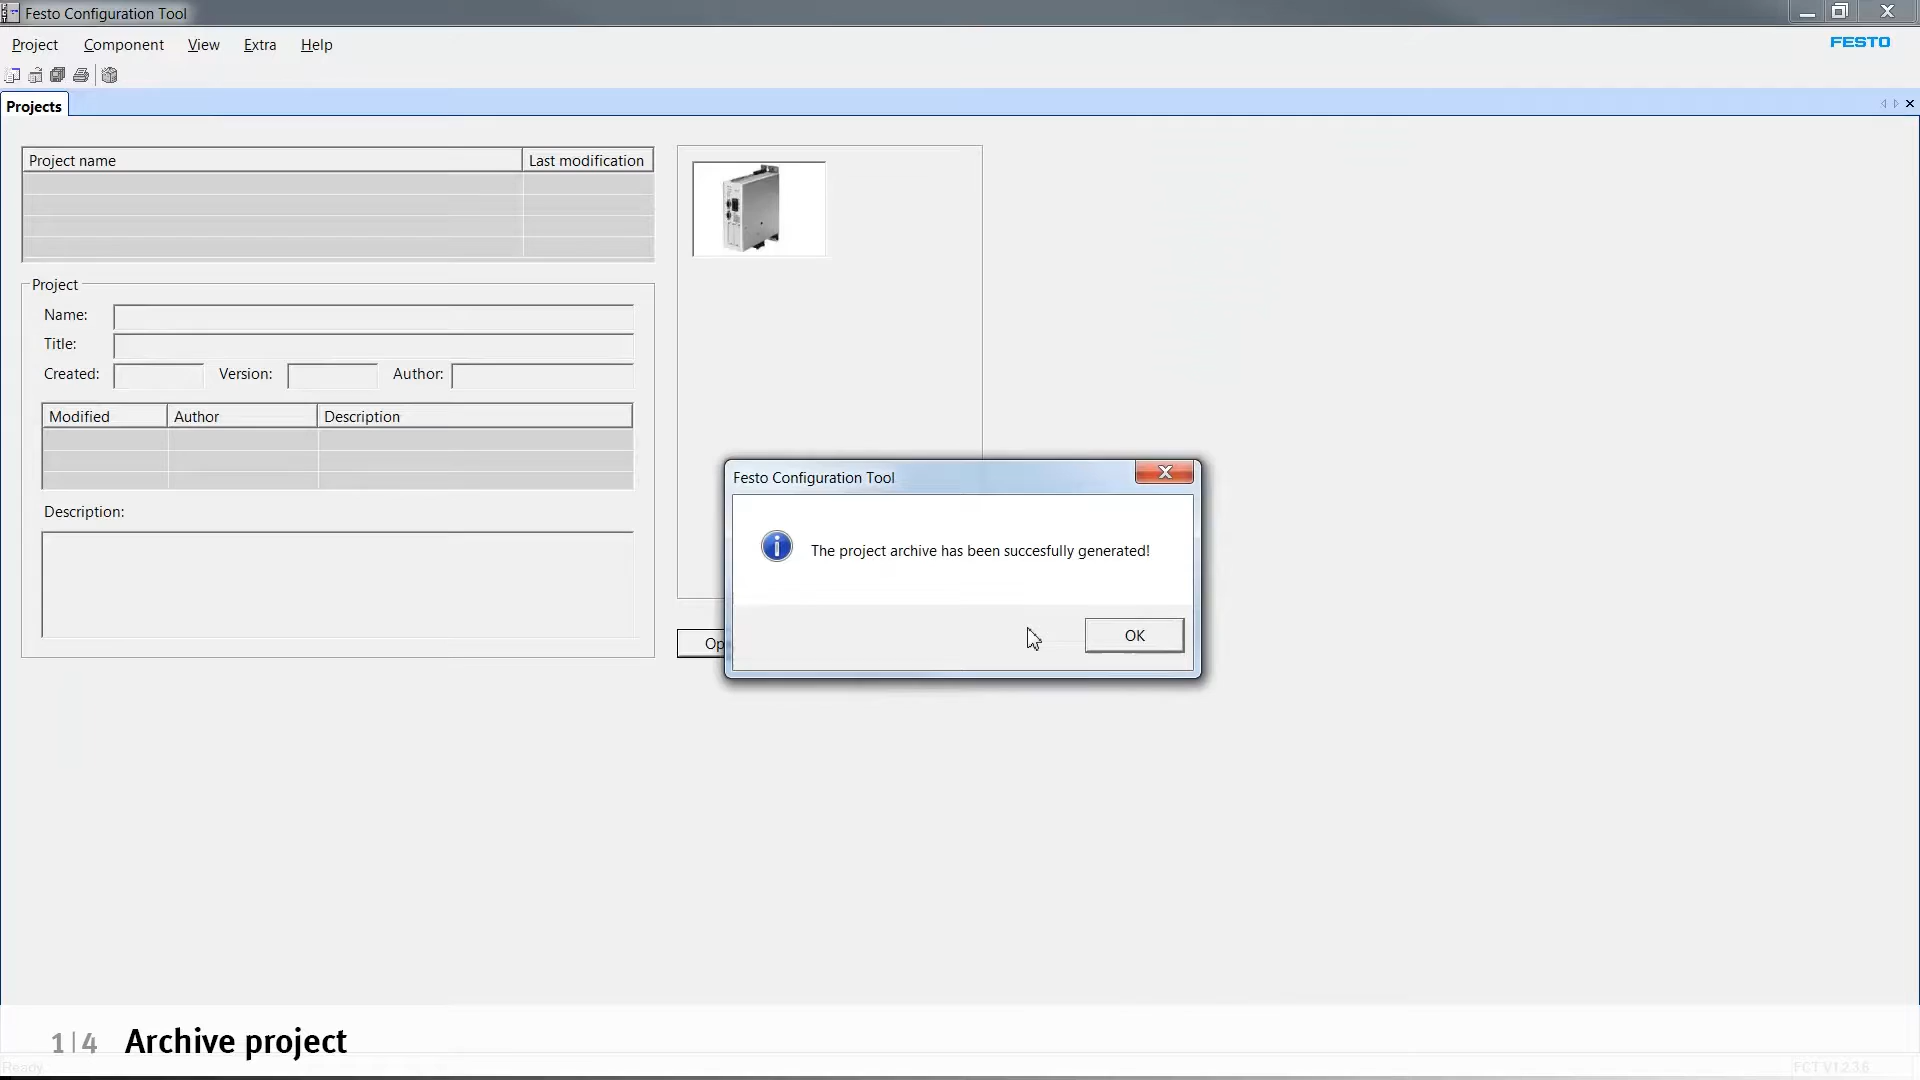 Festo Configuration Tool
Project Component View Extra Help
FESTO
Projects
Project name Last modification
Project
Name:
Title:
Created: Version: Author:
Modified Author Description
Description:
Op
Festo Configuration Tool
The project archive has been succesfully generated!
OK
1|4 Archive project
Ready